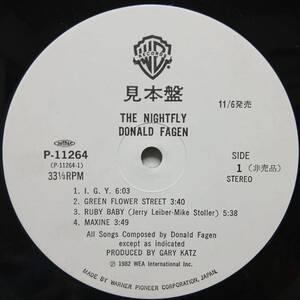 WB
RECORDS
見本盤
THE NIGHTFLY
DONALD FAGEN
11/6発売
P-11264
(P-11264-1)
33⅓RPM
SIDE
1 (非売品)
STEREO
1. I. G. Y. 6:03
2. GREEN FLOWER STREET 3:40
3. RUBY BABY (Jerry Leiber-Mike Stoller) 5:38
4. MAXINE 3:49
All Songs Composed by Donald Fagen
except as indicated
PRODUCED BY GARY KATZ
Ⓟ 1982 WEA International Inc.
MADE BY WARNER-PIONEER CORPORATION, JAPAN.